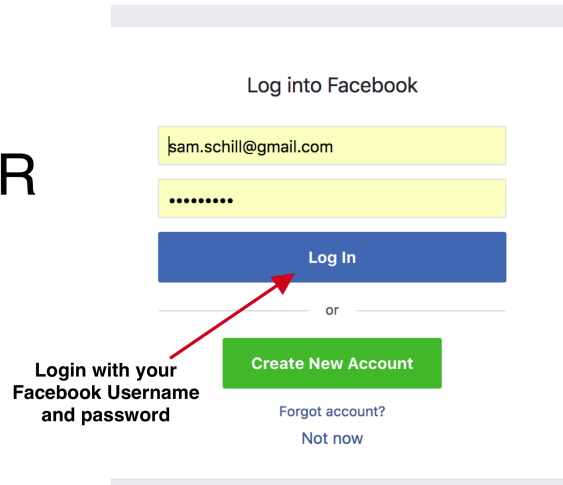 Log into Facebook
sam.schill@gmail.com
R
•••••••••
Log In
or
Create New Account
Login with your
Facebook Username
and password
Forgot account?
Not now